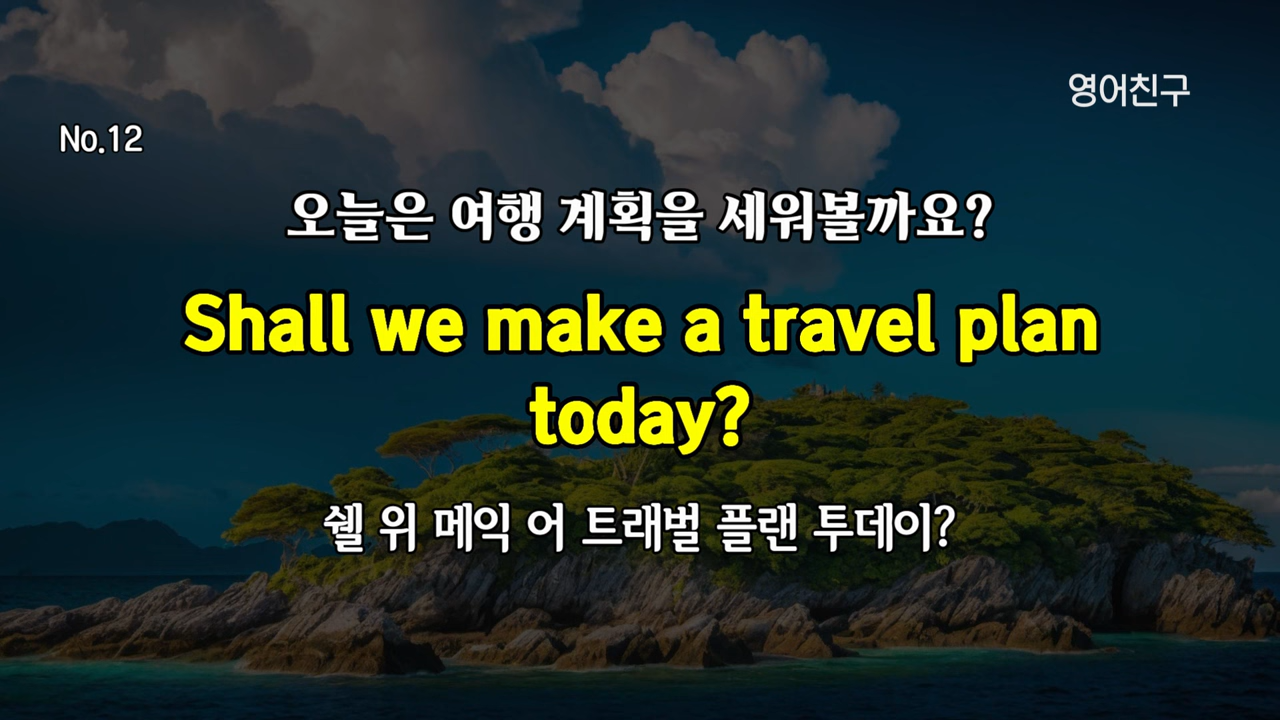 영어친구
No.12
오늘은 여행 계획을 세워볼까요?
Shall we make a travel plan
today?
쉘 위 메익 어 트래벌 플랜 투데이?